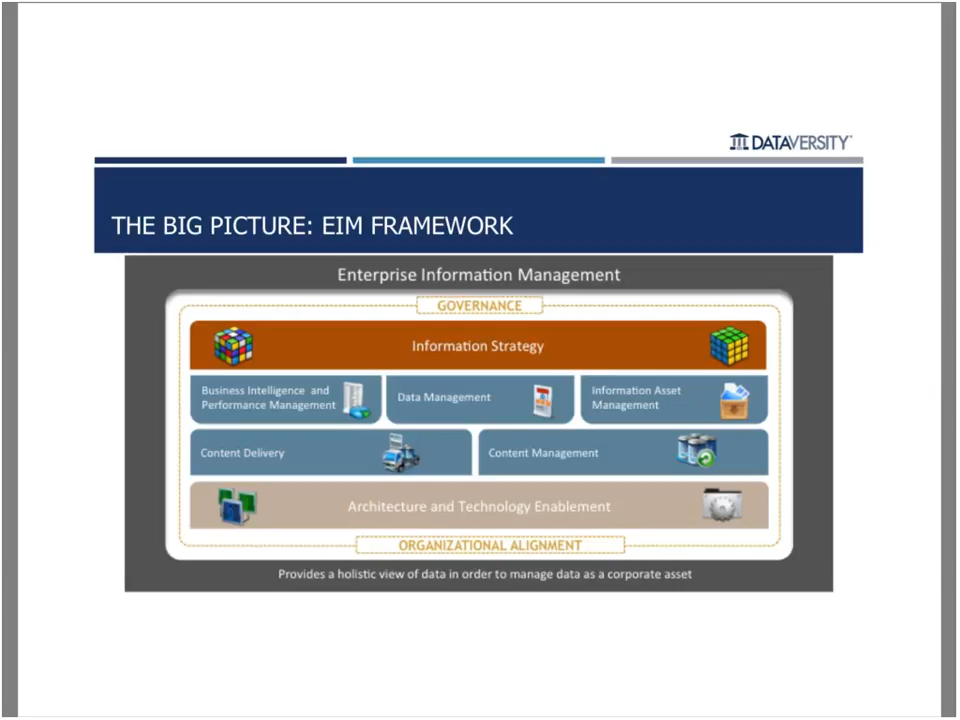 DATAVERSITY
THE BIG PICTURE: EIM FRAMEWORK
Enterprise Information Management
GOVERNANCE
Information Strategy
Business Intelligence and
Performance Management
Data Management
Information Asset
Management
Content Delivery
Content Management
Architecture and Technology Enablement
ORGANIZATIONAL ALIGNMENT
Provides a holistic view of data in order to manage data as a corporate asset